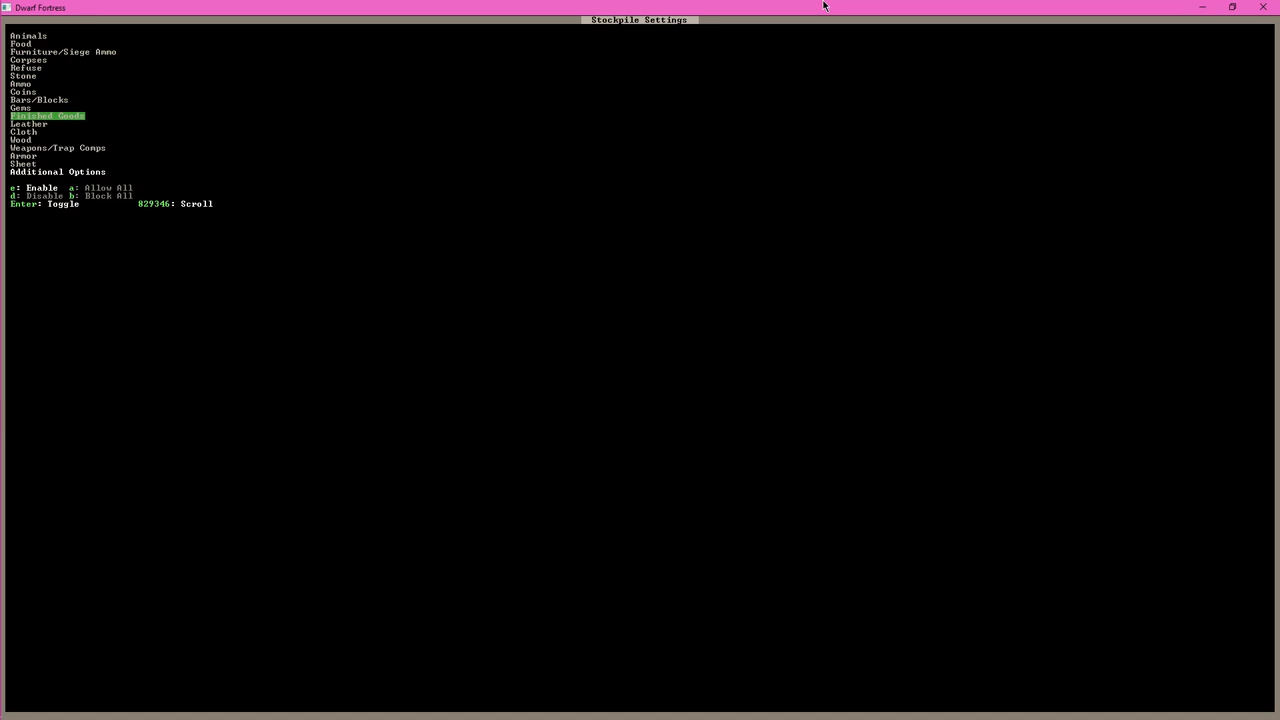 Dwarf Fortress
Stockpile Settings
Animals
Food
Furniture/Siege Ammo
Corpses
Refuse
Stone
Ammo
Coins
Bars/Blocks
Gems
Finished Goods
Leather
Cloth
Wood
Weapons/Trap Comps
Armor
Sheet
Additional Options
e: Enable a: Allow All
d: Disable b: Block All
Enter: Toggle 829346: Scroll